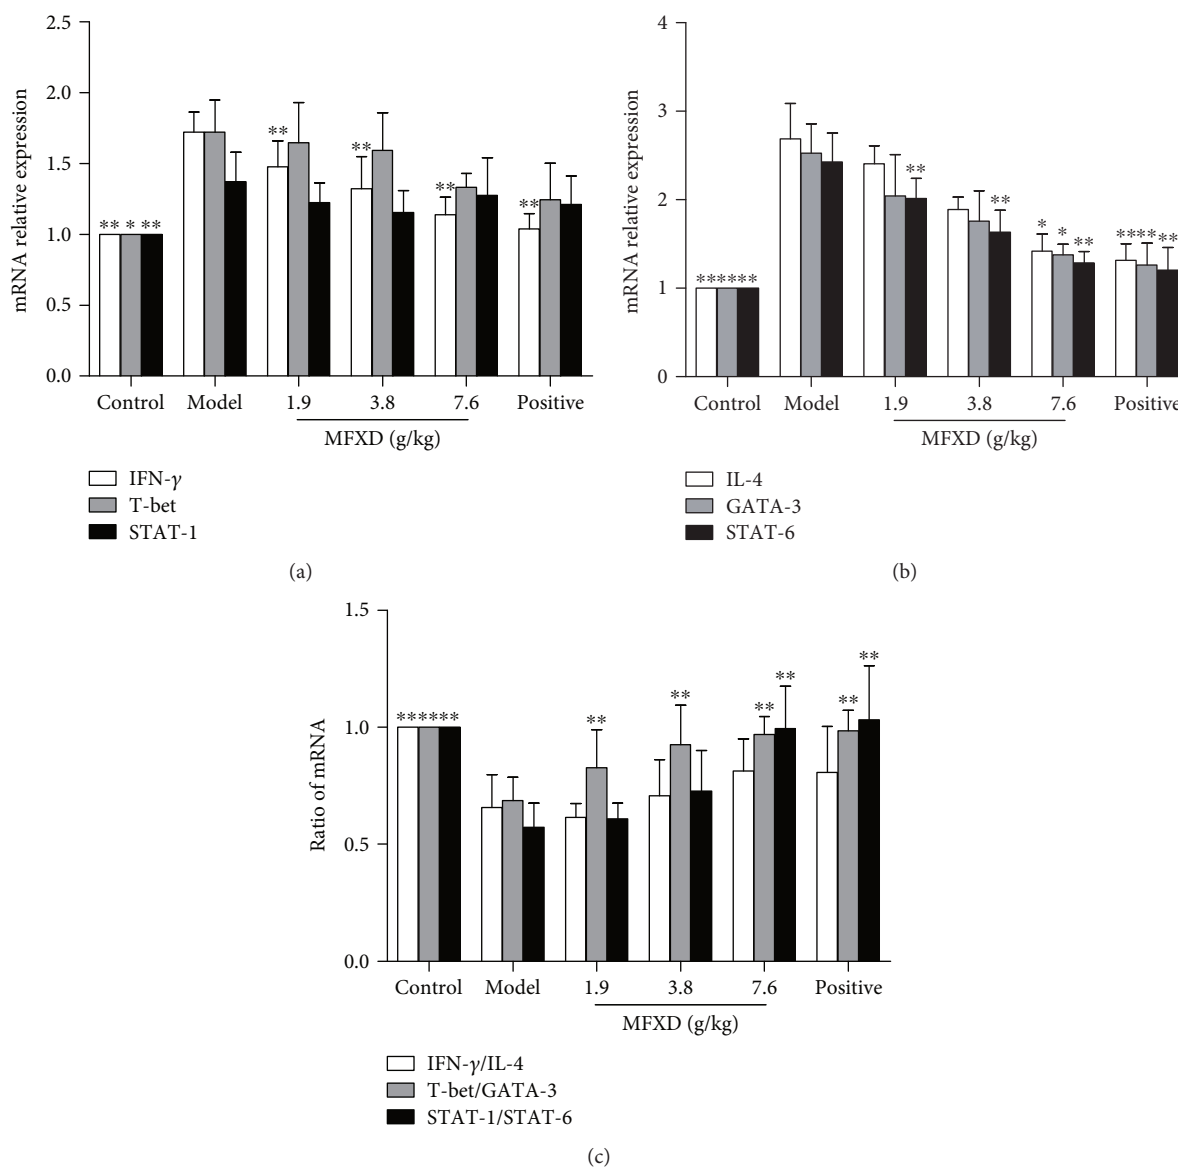 mRNA relative expression
2.5
2.0
1.5
1.0
0.5
0.0
** * **
**
**
**
**
Control Model 1.9 3.8 7.6 Positive
MFXD (g/kg)
IFN-γ
T-bet
STAT-1
(a)
mRNA relative expression
4
3
2
1
0
******
**
**
* * **
****
**
Control Model 1.9 3.8 7.6 Positive
MFXD (g/kg)
IL-4
GATA-3
STAT-6
(b)
Ratio of mRNA
1.5
1.0
0.5
0.0
******
**
**
** **
** **
Control Model 1.9 3.8 7.6 Positive
MFXD (g/kg)
IFN-γ/IL-4
T-bet/GATA-3
STAT-1/STAT-6
(c)